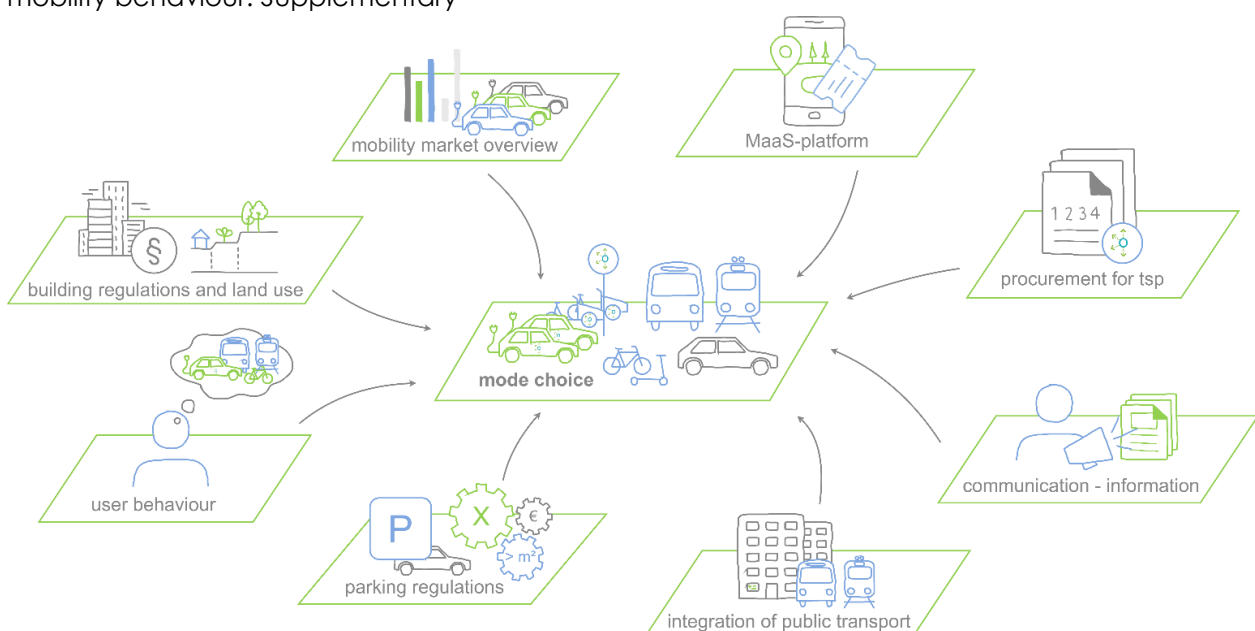 mobility behaviour. Supplementary
mobility market overview
MaaS-platform
§
building regulations and land use
1 2 3 4
procurement for tsp
mode choice
user behaviour
P
X
€
> m²
parking regulations
communication - information
integration of public transport